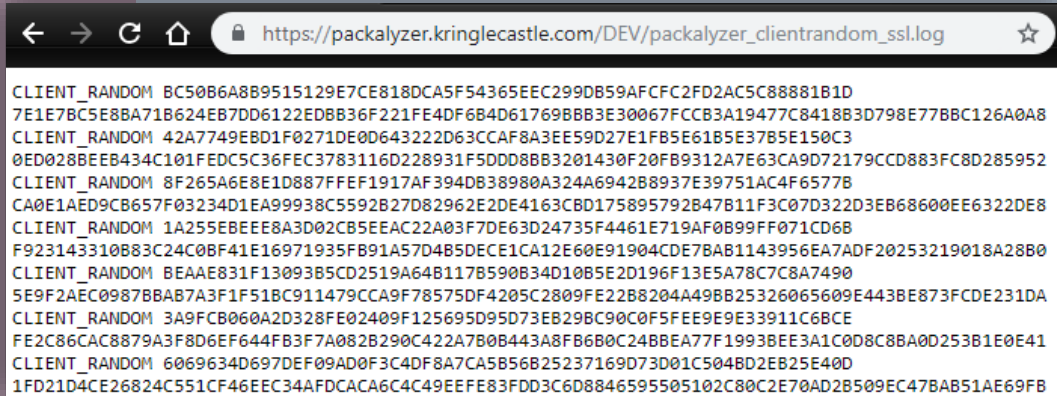 https://packalyzer.kringlecastle.com/DEV/packalyzer_clientrandom_ssl.log
CLIENT_RANDOM BC50B6A8B9515129E7CE818DCA5F54365EEC299DB59AFCFC2FD2AC5C88881B1D
7E1E7BC5E8BA71B624EB7DD6122EDBB36F221FE4DF6B4D61769BBB3E30067FCCB3A19477C8418B3D798E77BBC126A0A8
CLIENT_RANDOM 42A7749EBD1F0271DE0D643222D63CCAF8A3EE59D27E1FB5E61B5E37B5E150C3
0ED028BEEB434C101FEDC5C36FEC3783116D228931F5DDD8BB3201430F20FB9312A7E63CA9D72179CCD883FC8D285952
CLIENT_RANDOM 8F265A6E8E1D887FFEF1917AF394DB38980A324A6942B8937E39751AC4F6577B
CA0E1AED9CB657F03234D1EA99938C5592B27D82962E2DE4163CBD175895792B47B11F3C07D322D3EB68600EE6322DE8
CLIENT_RANDOM 1A255EBEEE8A3D02CB5EEAC22A03F7DE63D24735F4461E719AF0B99FF071CD6B
F923143310B83C24C0BF41E16971935FB91A57D4B5DECE1CA12E60E91904CDE7BAB1143956EA7ADF20253219018A28B0
CLIENT_RANDOM BEAAE831F13093B5CD2519A64B117B590B34D10B5E2D196F13E5A78C7C8A7490
5E9F2AEC0987BBAB7A3F1F51BC911479CCA9F78575DF4205C2809FE22B8204A49BB25326065609E443BE873FCDE231DA
CLIENT_RANDOM 3A9FCB060A2D328FE02409F125695D95D73EB29BC90C0F5FEE9E9E33911C6BCE
FE2C86CAC8879A3F8D6EF644FB3F7A082B290C422A7B0B443A8FB6B0C24BBEA77F1993BEE3A1C0D8C8BA0D253B1E0E41
CLIENT_RANDOM 6069634D697DEF09AD0F3C4DF8A7CA5B56B25237169D73D01C504BD2EB25E40D
1FD21D4CE26824C551CF46EEC34AFDCACA6C4C49EEFE83FDD3C6D8846595505102C80C2E70AD2B509EC47BAB51AE69FB